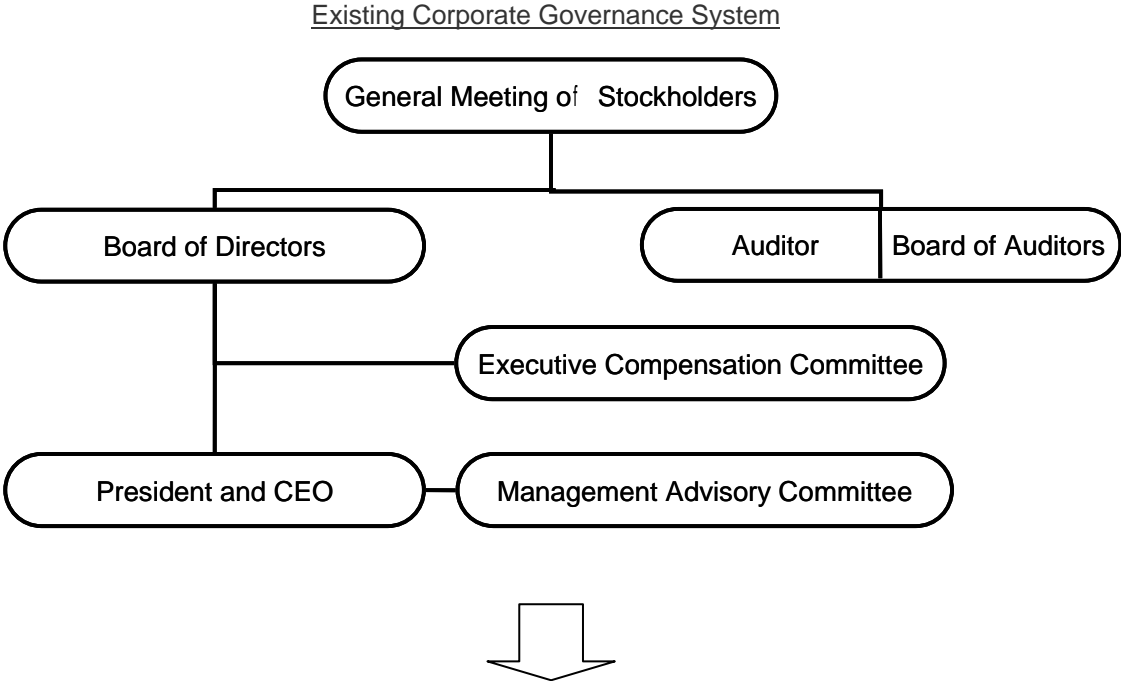 Existing Corporate Governance System
General Meeting of Stockholders
Board of Directors
Auditor
Board of Auditors
Executive Compensation Committee
President and CEO
Management Advisory Committee